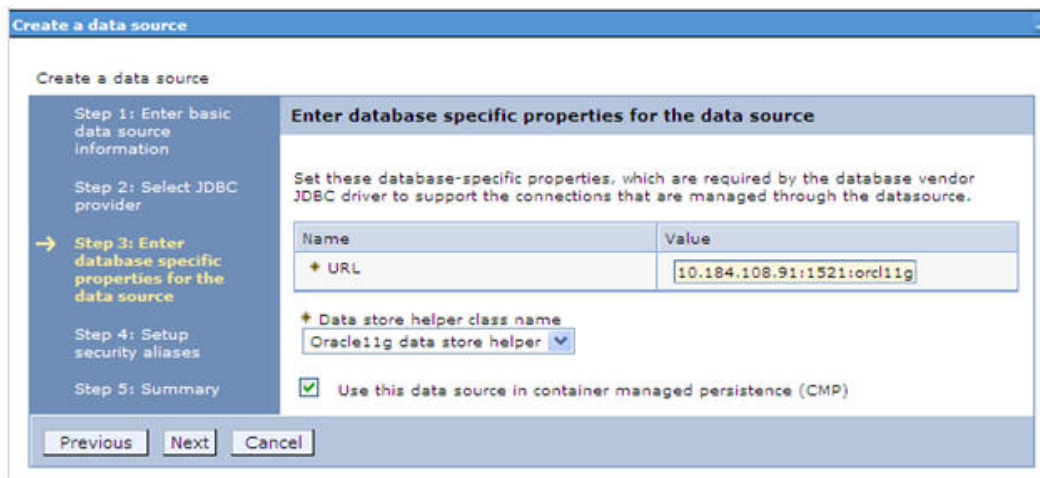 Create a data source
Create a data source
Step 1: Enter basic
data source
information
Step 2: Select JDBC
provider
Step 3: Enter
database specific
properties for the
data source
Step 4: Setup
security aliases
Step 5: Summary
Enter database specific properties for the data source
Set these database-specific properties, which are required by the database vendor
JDBC driver to support the connections that are managed through the datasource.
Name Value
URL 10.184.108.91:1521:orcl11g
Data store helper class name
Oracle11g data store helper
Use this data source in container managed persistence (CMP)
Previous Next Cancel